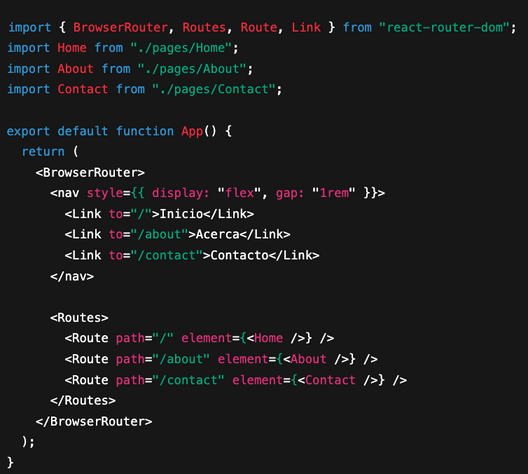 import { BrowserRouter, Routes, Route, Link } from "react-router-dom";
import Home from "./pages/Home";
import About from "./pages/About";
import Contact from "./pages/Contact";

export default function App() {
  return (
    <BrowserRouter>
      <nav style={{ display: "flex", gap: "1rem" }}>
        <Link to="/">Inicio</Link>
        <Link to="/about">Acerca</Link>
        <Link to="/contact">Contacto</Link>
      </nav>

      <Routes>
        <Route path="/" element={<Home />} />
        <Route path="/about" element={<About />} />
        <Route path="/contact" element={<Contact />} />
      </Routes>
    </BrowserRouter>
  );
}